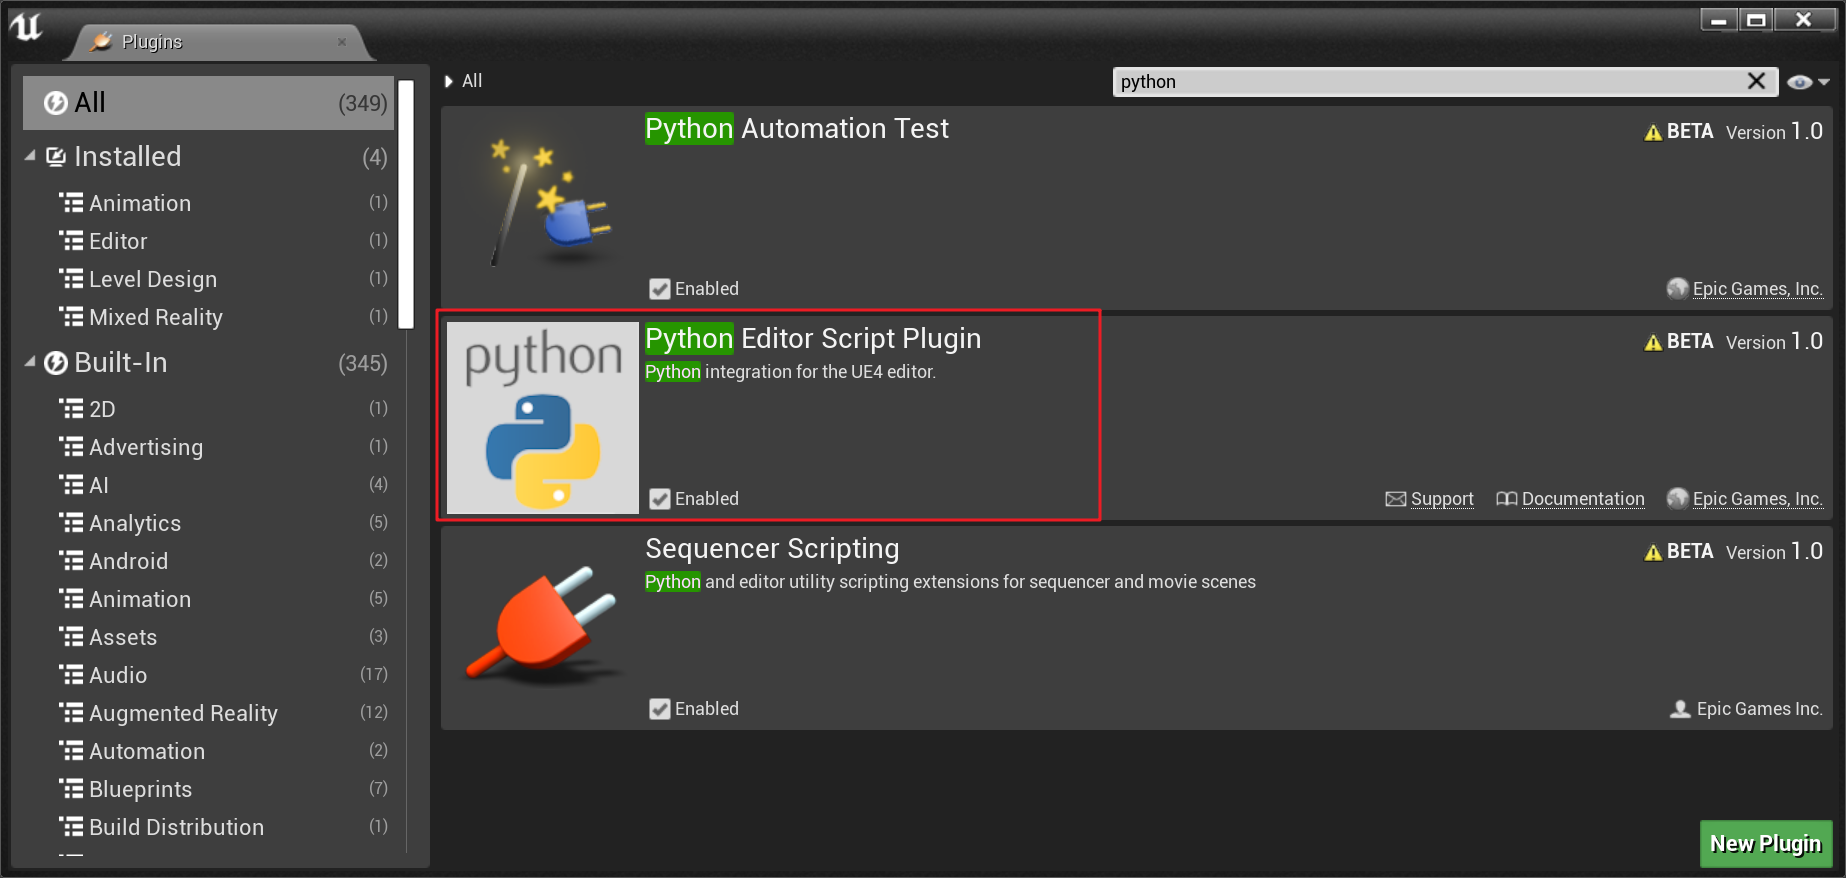 Plugins
All (349)
Installed (4)
Animation (1)
Editor (1)
Level Design (1)
Mixed Reality (1)
Built-In (345)
2D (1)
Advertising (1)
AI (4)
Analytics (5)
Android (2)
Animation (5)
Assets (3)
Audio (17)
Augmented Reality (12)
Automation (2)
Blueprints (7)
Build Distribution (1)
All
python
Python Automation Test
BETA Version 1.0
Enabled
Epic Games, Inc.
python
Python Editor Script Plugin
BETA Version 1.0
Python integration for the UE4 editor.
Enabled
Support Documentation Epic Games, Inc.
Sequencer Scripting
BETA Version 1.0
Python and editor utility scripting extensions for sequencer and movie scenes
Enabled
Epic Games Inc.
New Plugin